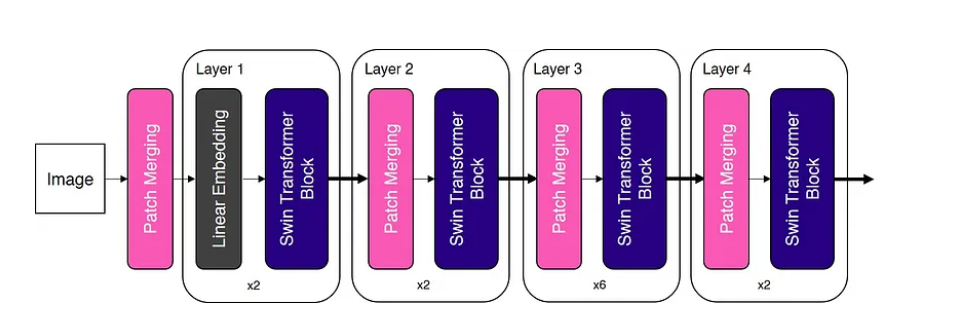 Layer 1
Layer 2
Layer 3
Layer 4
Image
Patch Merging
Linear Embedding
Swin Transformer
Block
Patch Merging
Swin Transformer
Block
Patch Merging
Swin Transformer
Block
Patch Merging
Swin Transformer
Block
x2
x2
x6
x2